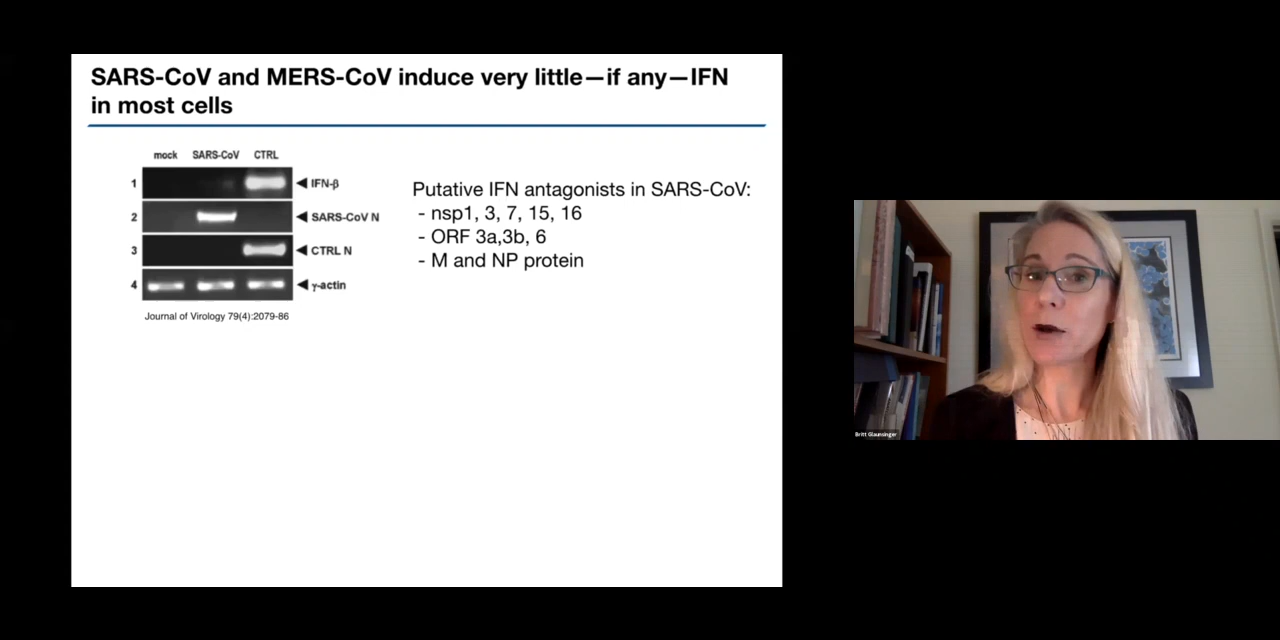 SARS-CoV and MERS-CoV induce very little—if any—IFN
in most cells
mock SARS-CoV CTRL
1 IFN-β
2 SARS-CoV N
3 CTRL N
4 γ-actin
Journal of Virology 79(4):2079-86
Putative IFN antagonists in SARS-CoV:
- nsp1, 3, 7, 15, 16
- ORF 3a,3b, 6
- M and NP protein
Britt Glaunsinger